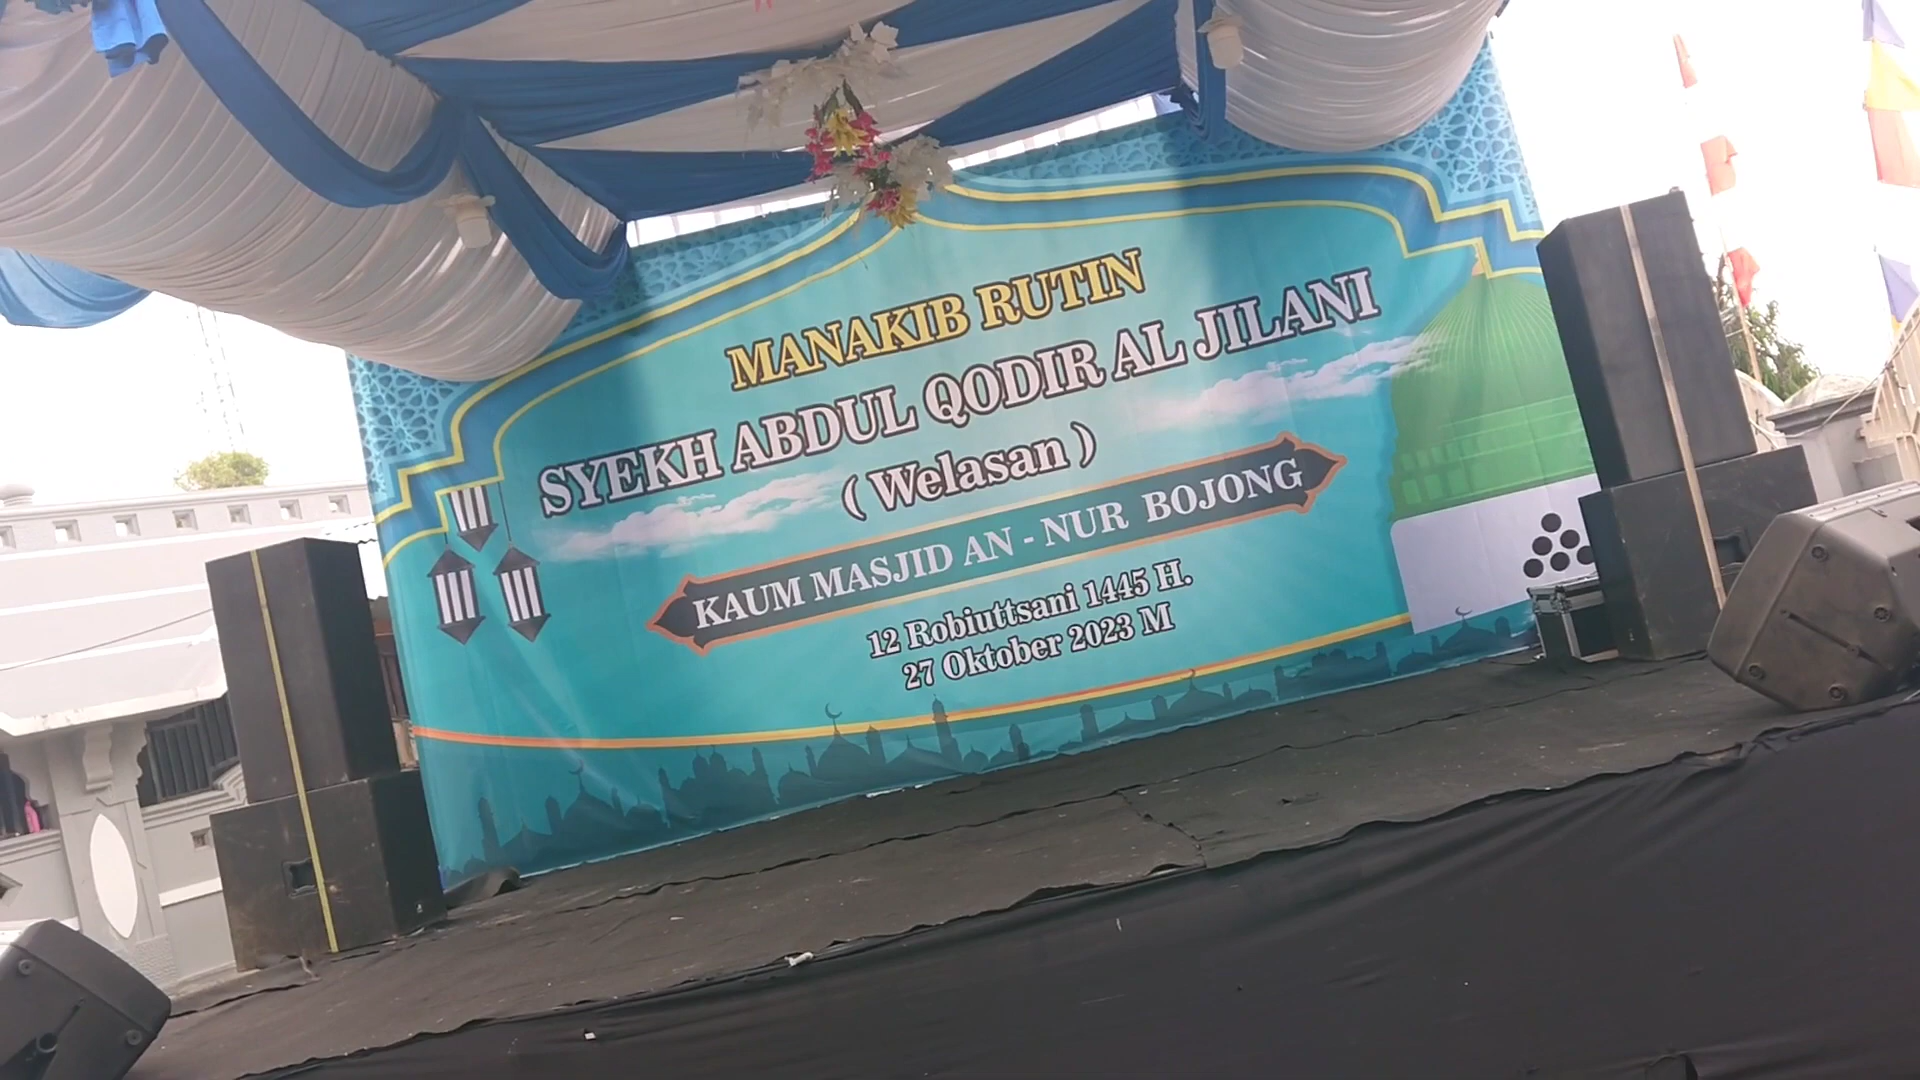 MANAKIB RUTIN
SYEKH ABDUL QODIR AL JILANI
( Welasan )
KAUM MASJID AN - NUR BOJONG
12 Robiuttsani 1445 H.
27 Oktober 2023 M